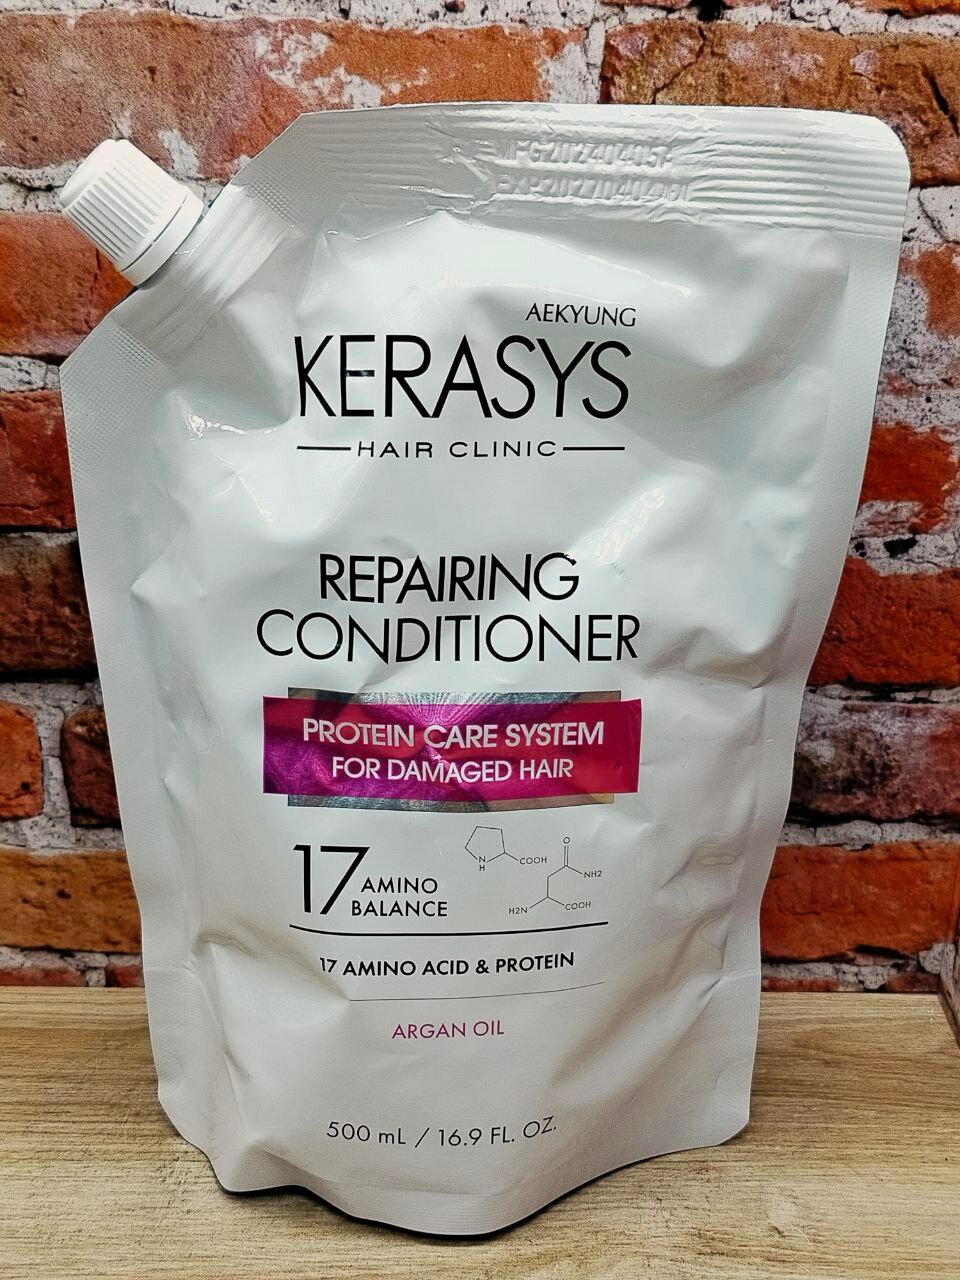 MFG20240405
AEKYUNG
KERASYS
HAIR CLINIC
REPAIRING
CONDITIONER
PROTEIN CARE SYSTEM
FOR DAMAGED HAIR
17 AMINO
BALANCE
N
H
COOH
O
NH2
H2N
COOH
17 AMINO ACID & PROTEIN
ARGAN OIL
500 mL / 16.9 FL. OZ.